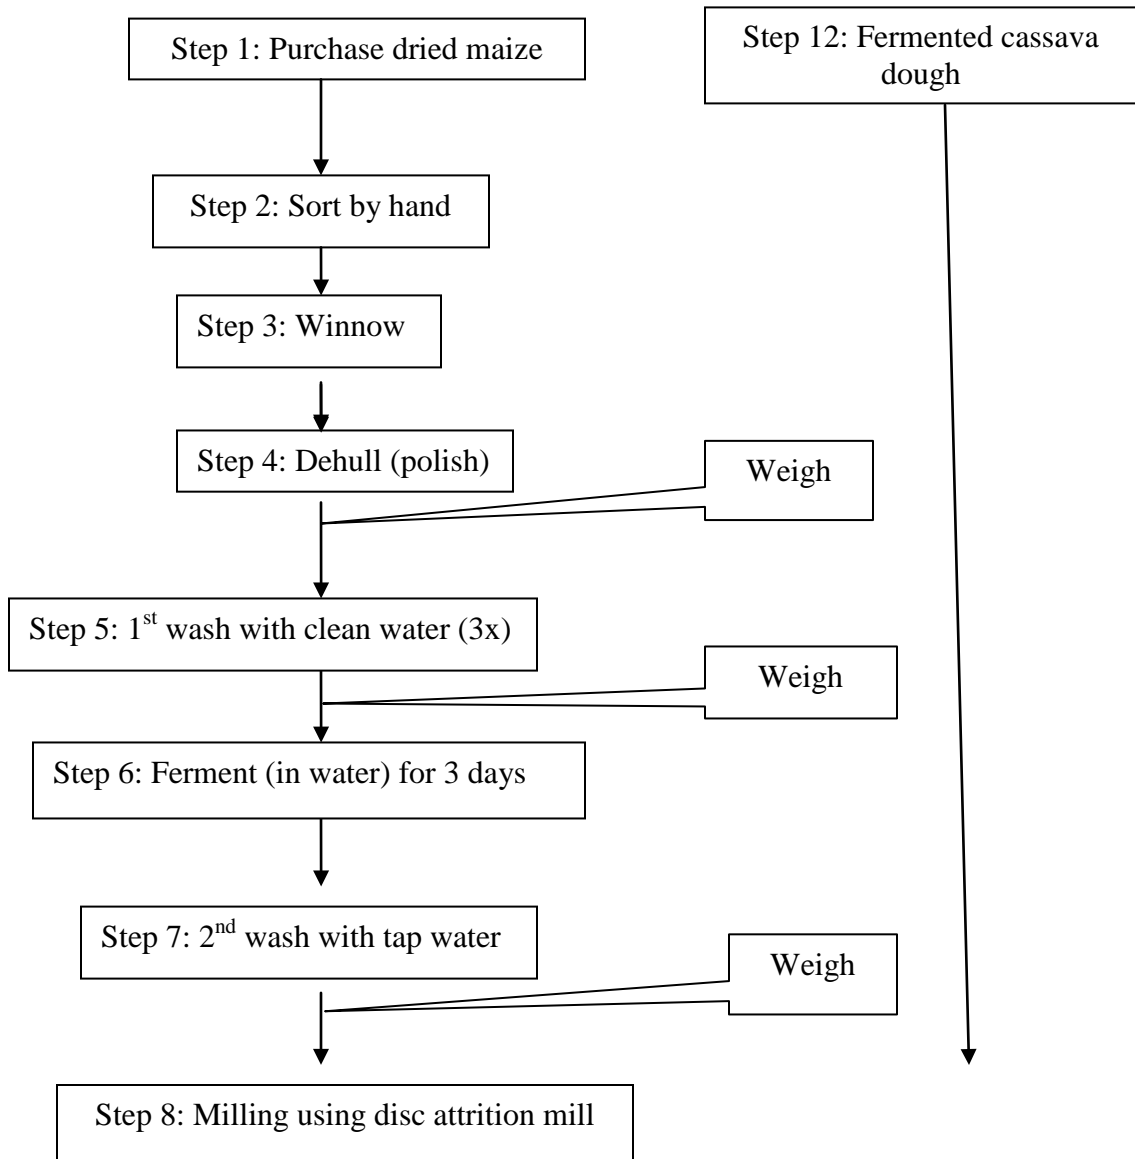 Step 1: Purchase dried maize
Step 12: Fermented cassava
dough
Step 2: Sort by hand
Step 3: Winnow
Step 4: Dehull (polish)
Weigh
Step 5: 1st wash with clean water (3x)
Weigh
Step 6: Ferment (in water) for 3 days
Step 7: 2nd wash with tap water
Weigh
Step 8: Milling using disc attrition mill